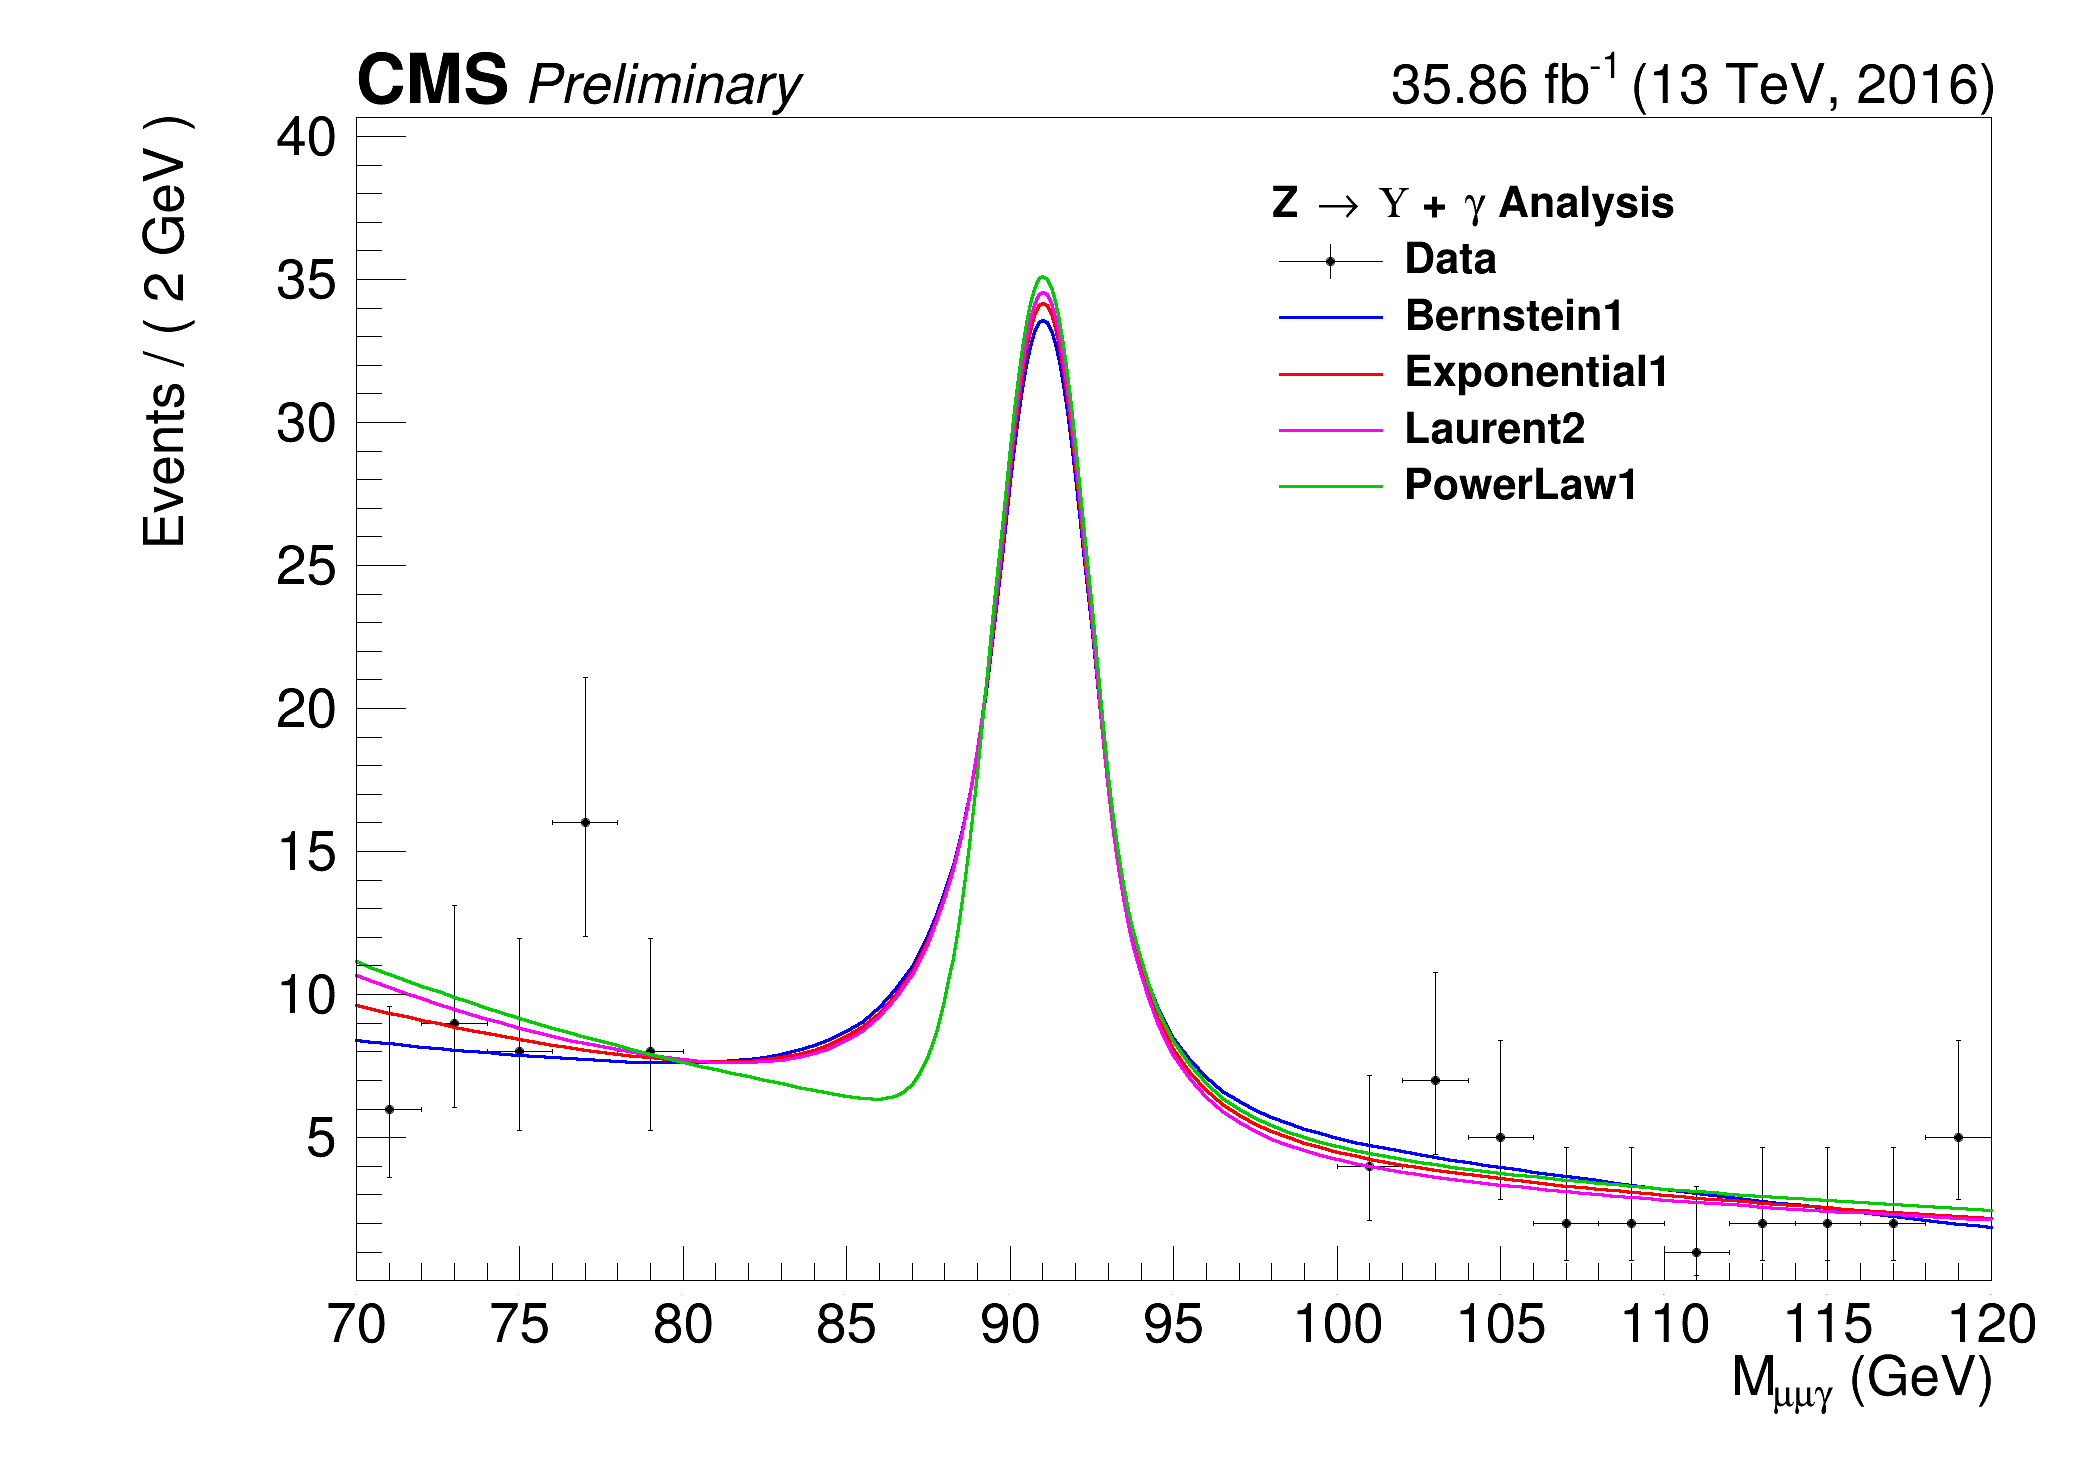 CMS Preliminary
35.86 fb⁻¹ (13 TeV, 2016)
Events / ( 2 GeV )
40
35
30
25
20
15
10
5
Z → Υ + γ Analysis
Data
Bernstein1
Exponential1
Laurent2
PowerLaw1
70 75 80 85 90 95 100 105 110 115 120
M_μμγ (GeV)